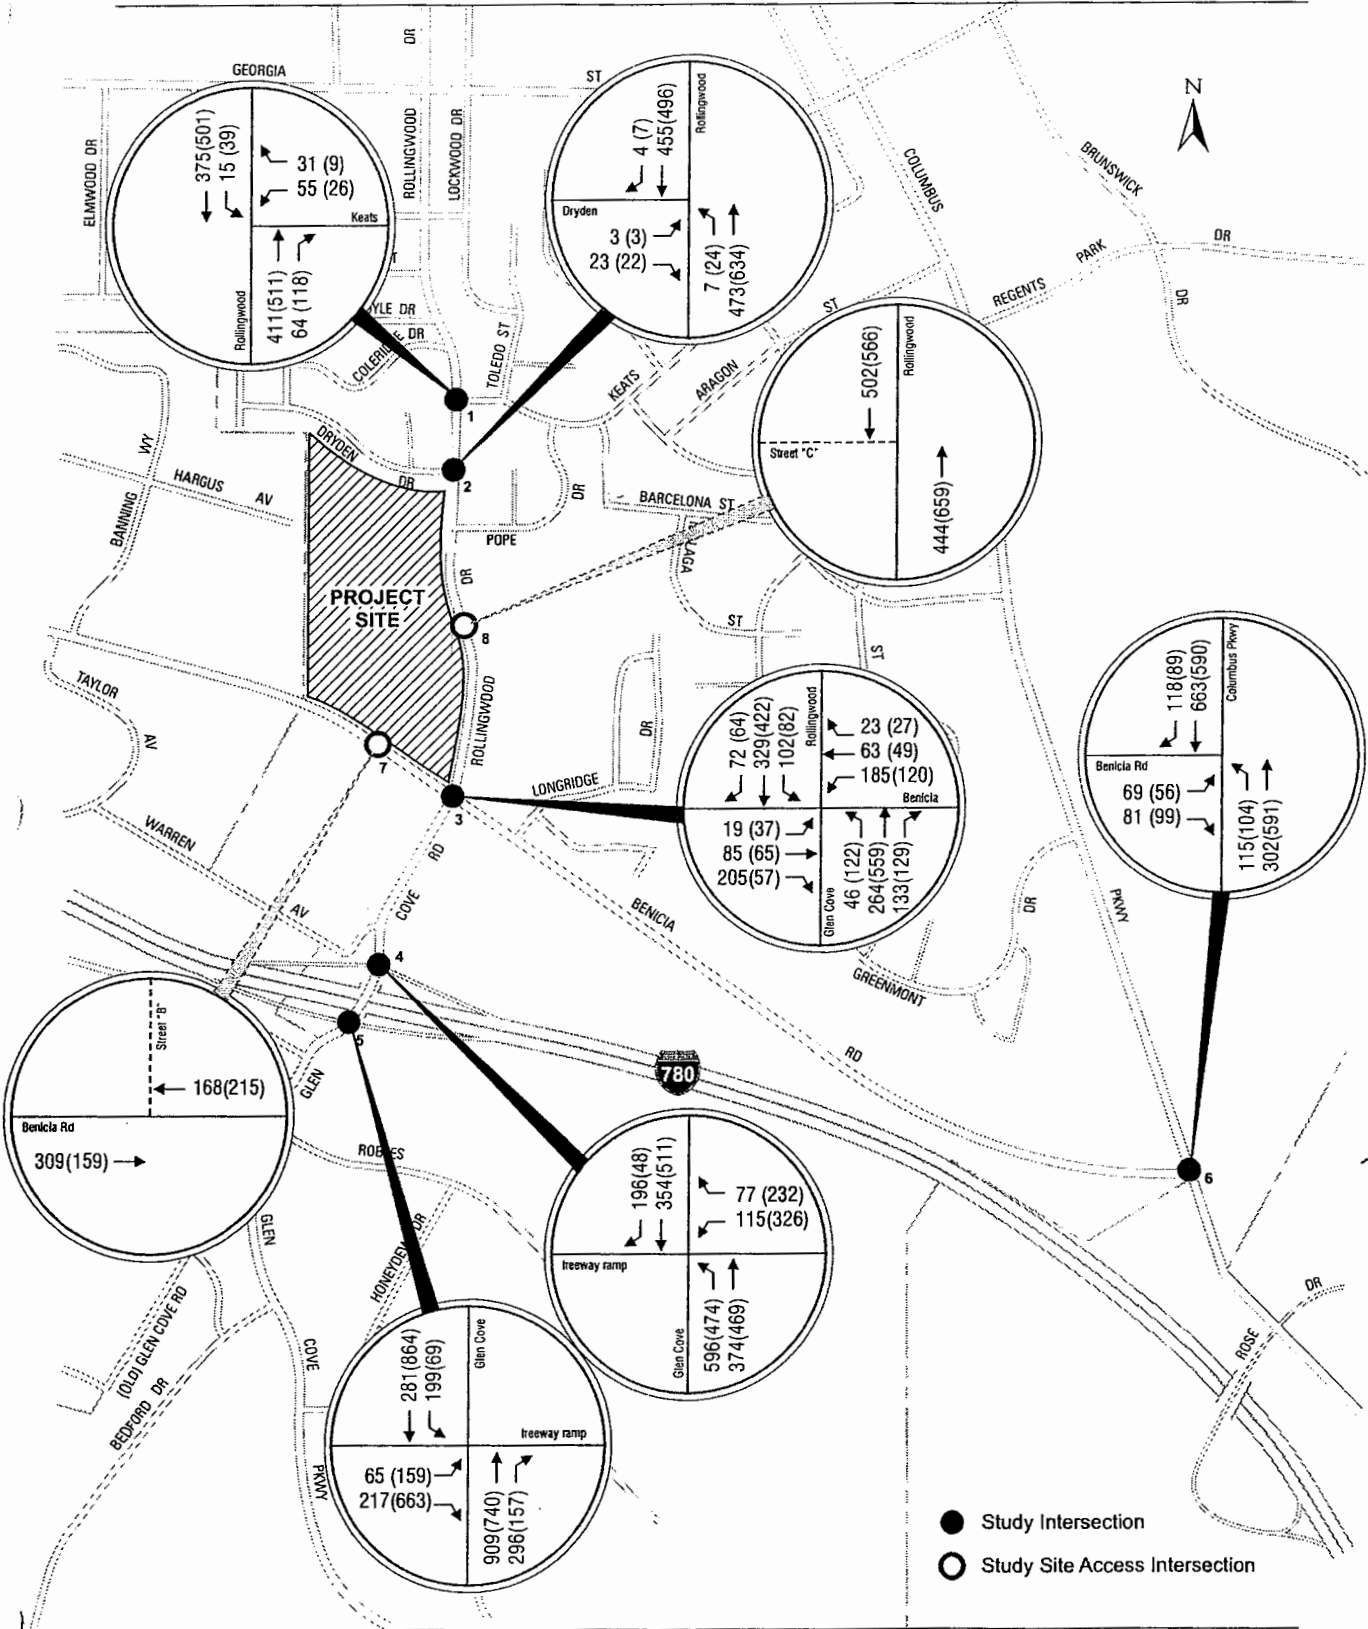 DR
GEORGIA
ST
N
ELMWOOD DR
ROLLINGWOOD
LOCKWOOD DR
COLUMBUS
BRUNSWICK
DR
PARK
DR
REGENTS
375(501)
15 (39)
31 (9)
55 (26)
Keats
Rollingwood
411(511)
64 (118)
4 (7)
455(496)
Rollingwood
Dryden
3 (3)
23 (22)
7 (24)
473(634)
YLE DR
COLERIDGE DR
TOLEDO ST
KEATS
ARAGON
ST
1
2
502(566)
Rollingwood
Street "C"
444(659)
DRYDEN
DR
WY
BANNING
HARGUS AV
DR
BARCELONA ST
LAGA
ST
ST
POPE
DR
PROJECT
SITE
8
TAYLOR
AV
ROLLINGWOOD
7
3
LONGRIDGE
DR
72 (64)
329(422)
102(82)
Rollingwood
23 (27)
63 (49)
185(120)
Benicia
19 (37)
85 (65)
205(57)
Glen Cove
46 (122)
264(559)
133(129)
118(89)
663(590)
Columbus Pkwy
Benicia Rd
69 (56)
81 (99)
115(104)
302(591)
WARREN
AV
COVE
RD
BENICIA
RD
PKWY
DR
GREENMONT
4
5
GLEN
780
Street "B"
168(215)
Benicia Rd
309(159)
ROBLES
6
196(48)
354(511)
77 (232)
115(326)
freeway ramp
Glen Cove
596(474)
374(469)
GLEN
COVE
PKWY
HONEYDEN DR
(OLD) GLEN COVE RD
BEDFORD DR
281(864)
199(69)
Glen Cove
freeway ramp
65 (159)
217(663)
909(740)
296(157)
ROSE
DR
Study Intersection
Study Site Access Intersection